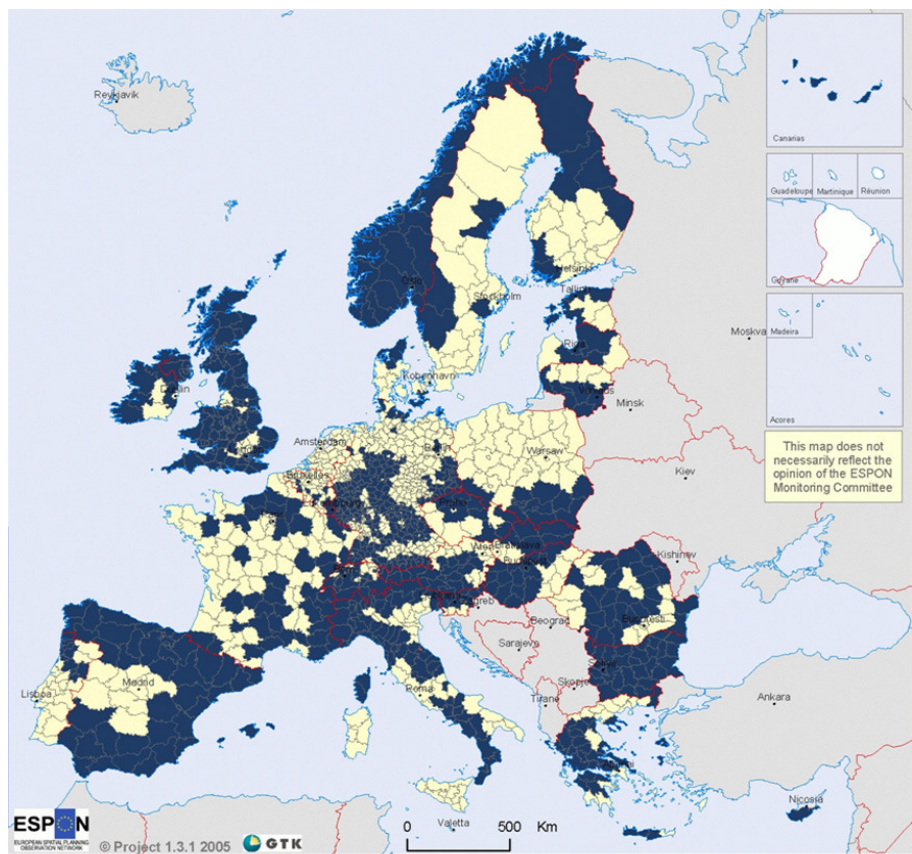 Reykjavik
Canarias
Guadeloupe Martinique Réunion
Guyane
Oslo
Helsinki
Tallinn
Stockholm
Riga
Moskva
Madeira
Dublin
København
Vilnius
Minsk
Acores
Amsterdam
Berlin
Warsaw
This map does not
necessarily reflect the
opinion of the ESPON
Monitoring Committee
Bruxelles
Kiev
Praha
Paris
Bratislava
Kishinev
Budapest
Ljubljana
Zagreb
Beograd
Bucuresti
Sarajevo
Sofia
Skopje
Madrid
Roma
Tirane
Lisboa
Ankara
Nicosia
Valletta
0 500 Km
ESPON
EUROPEAN SPATIAL PLANNING
OBSERVATION NETWORK
© Project 1.3.1 2005
GTK